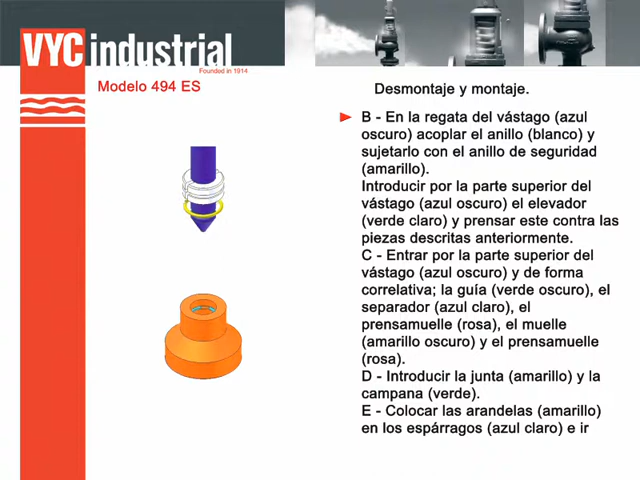 VYC industrial
Founded in 1914
Modelo 494 ES
Desmontaje y montaje.
B - En la regata del vástago (azul
oscuro) acoplar el anillo (blanco) y
sujetarlo con el anillo de seguridad
(amarillo).
Introducir por la parte superior del
vástago (azul oscuro) el elevador
(verde claro) y prensar este contra las
piezas descritas anteriormente.
C - Entrar por la parte superior del
vástago (azul oscuro) y de forma
correlativa; la guía (verde oscuro), el
separador (azul claro), el
prensamuelle (rosa), el muelle
(amarillo oscuro) y el prensamuelle
(rosa).
D - Introducir la junta (amarillo) y la
campana (verde).
E - Colocar las arandelas (amarillo)
en los espárragos (azul claro) e ir